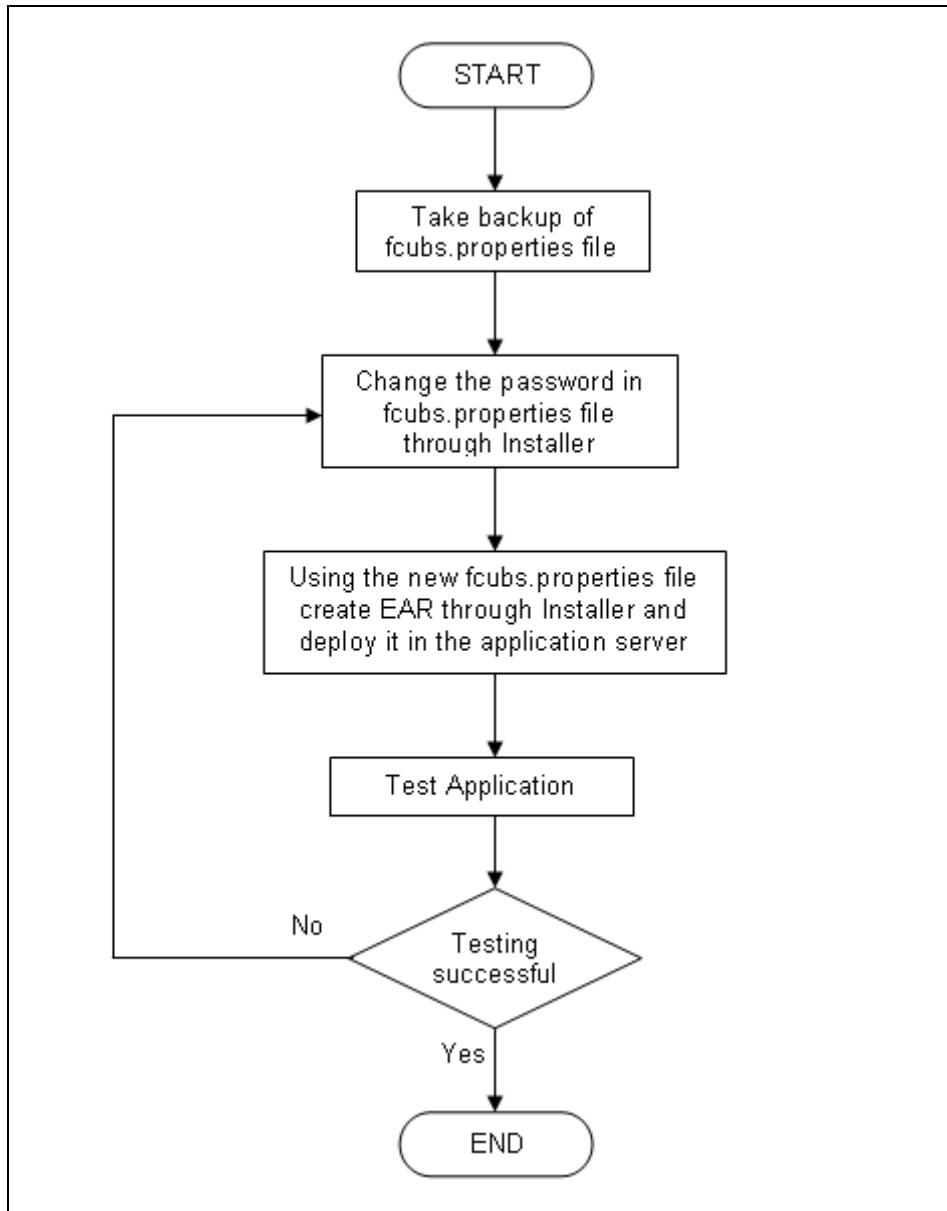 START
Take backup of
fcubs.properties file
Change the password in
fcubs.properties file
through Installer
Using the new fcubs.properties file
create EAR through Installer and
deploy it in the application server
Test Application
No
Testing
successful
Yes
END